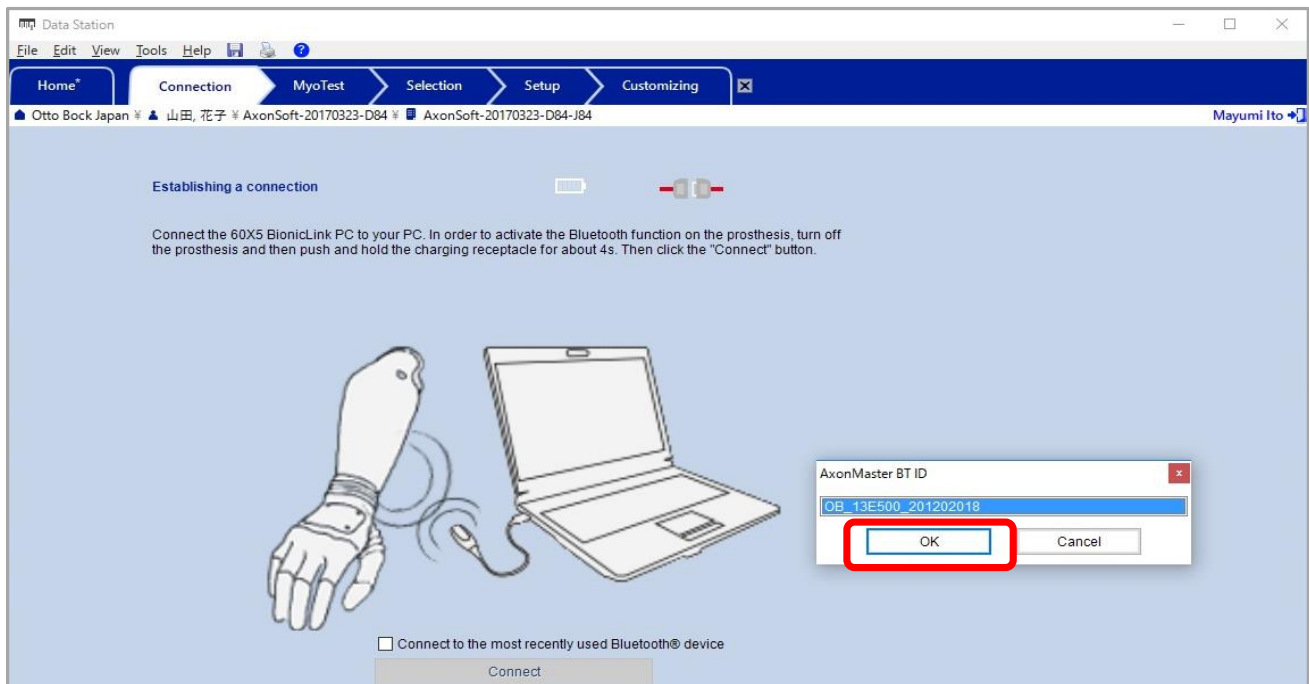 Data Station
File Edit View Tools Help
Home* Connection MyoTest Selection Setup Customizing
Otto Bock Japan ¥ 山田, 花子 ¥ AxonSoft-20170323-D84 ¥ AxonSoft-20170323-D84-J84 Mayumi Ito
Establishing a connection
Connect the 60X5 BionicLink PC to your PC. In order to activate the Bluetooth function on the prosthesis, turn off
the prosthesis and then push and hold the charging receptacle for about 4s. Then click the "Connect" button.
AxonMaster BT ID
OB_13E500_201202018
OK Cancel
Connect to the most recently used Bluetooth® device
Connect